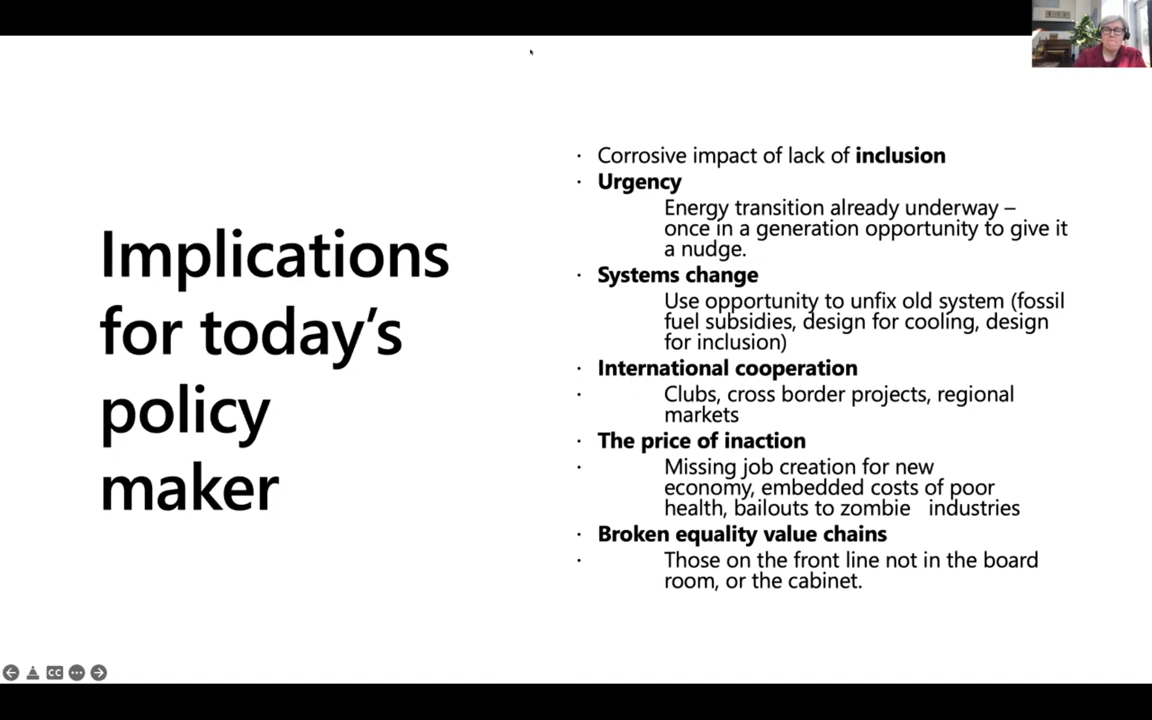 Implications
for today's
policy
maker
· Corrosive impact of lack of inclusion
· Urgency
Energy transition already underway –
once in a generation opportunity to give it
a nudge.
· Systems change
Use opportunity to unfix old system (fossil
fuel subsidies, design for cooling, design
for inclusion)
· International cooperation
· Clubs, cross border projects, regional
markets
· The price of inaction
· Missing job creation for new
economy, embedded costs of poor
health, bailouts to zombie   industries
· Broken equality value chains
· Those on the front line not in the board
room, or the cabinet.
CC